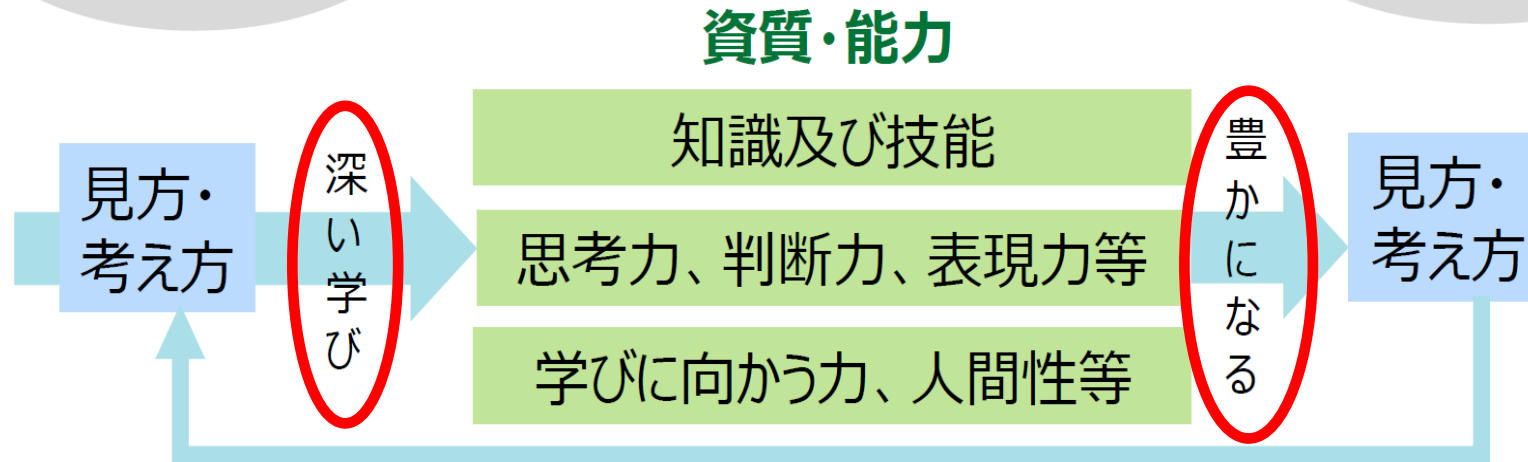 資質・能力
見方・
考え方
深い学び
知識及び技能
思考力、判断力、表現力等
学びに向かう力、人間性等
豊かになる
見方・
考え方